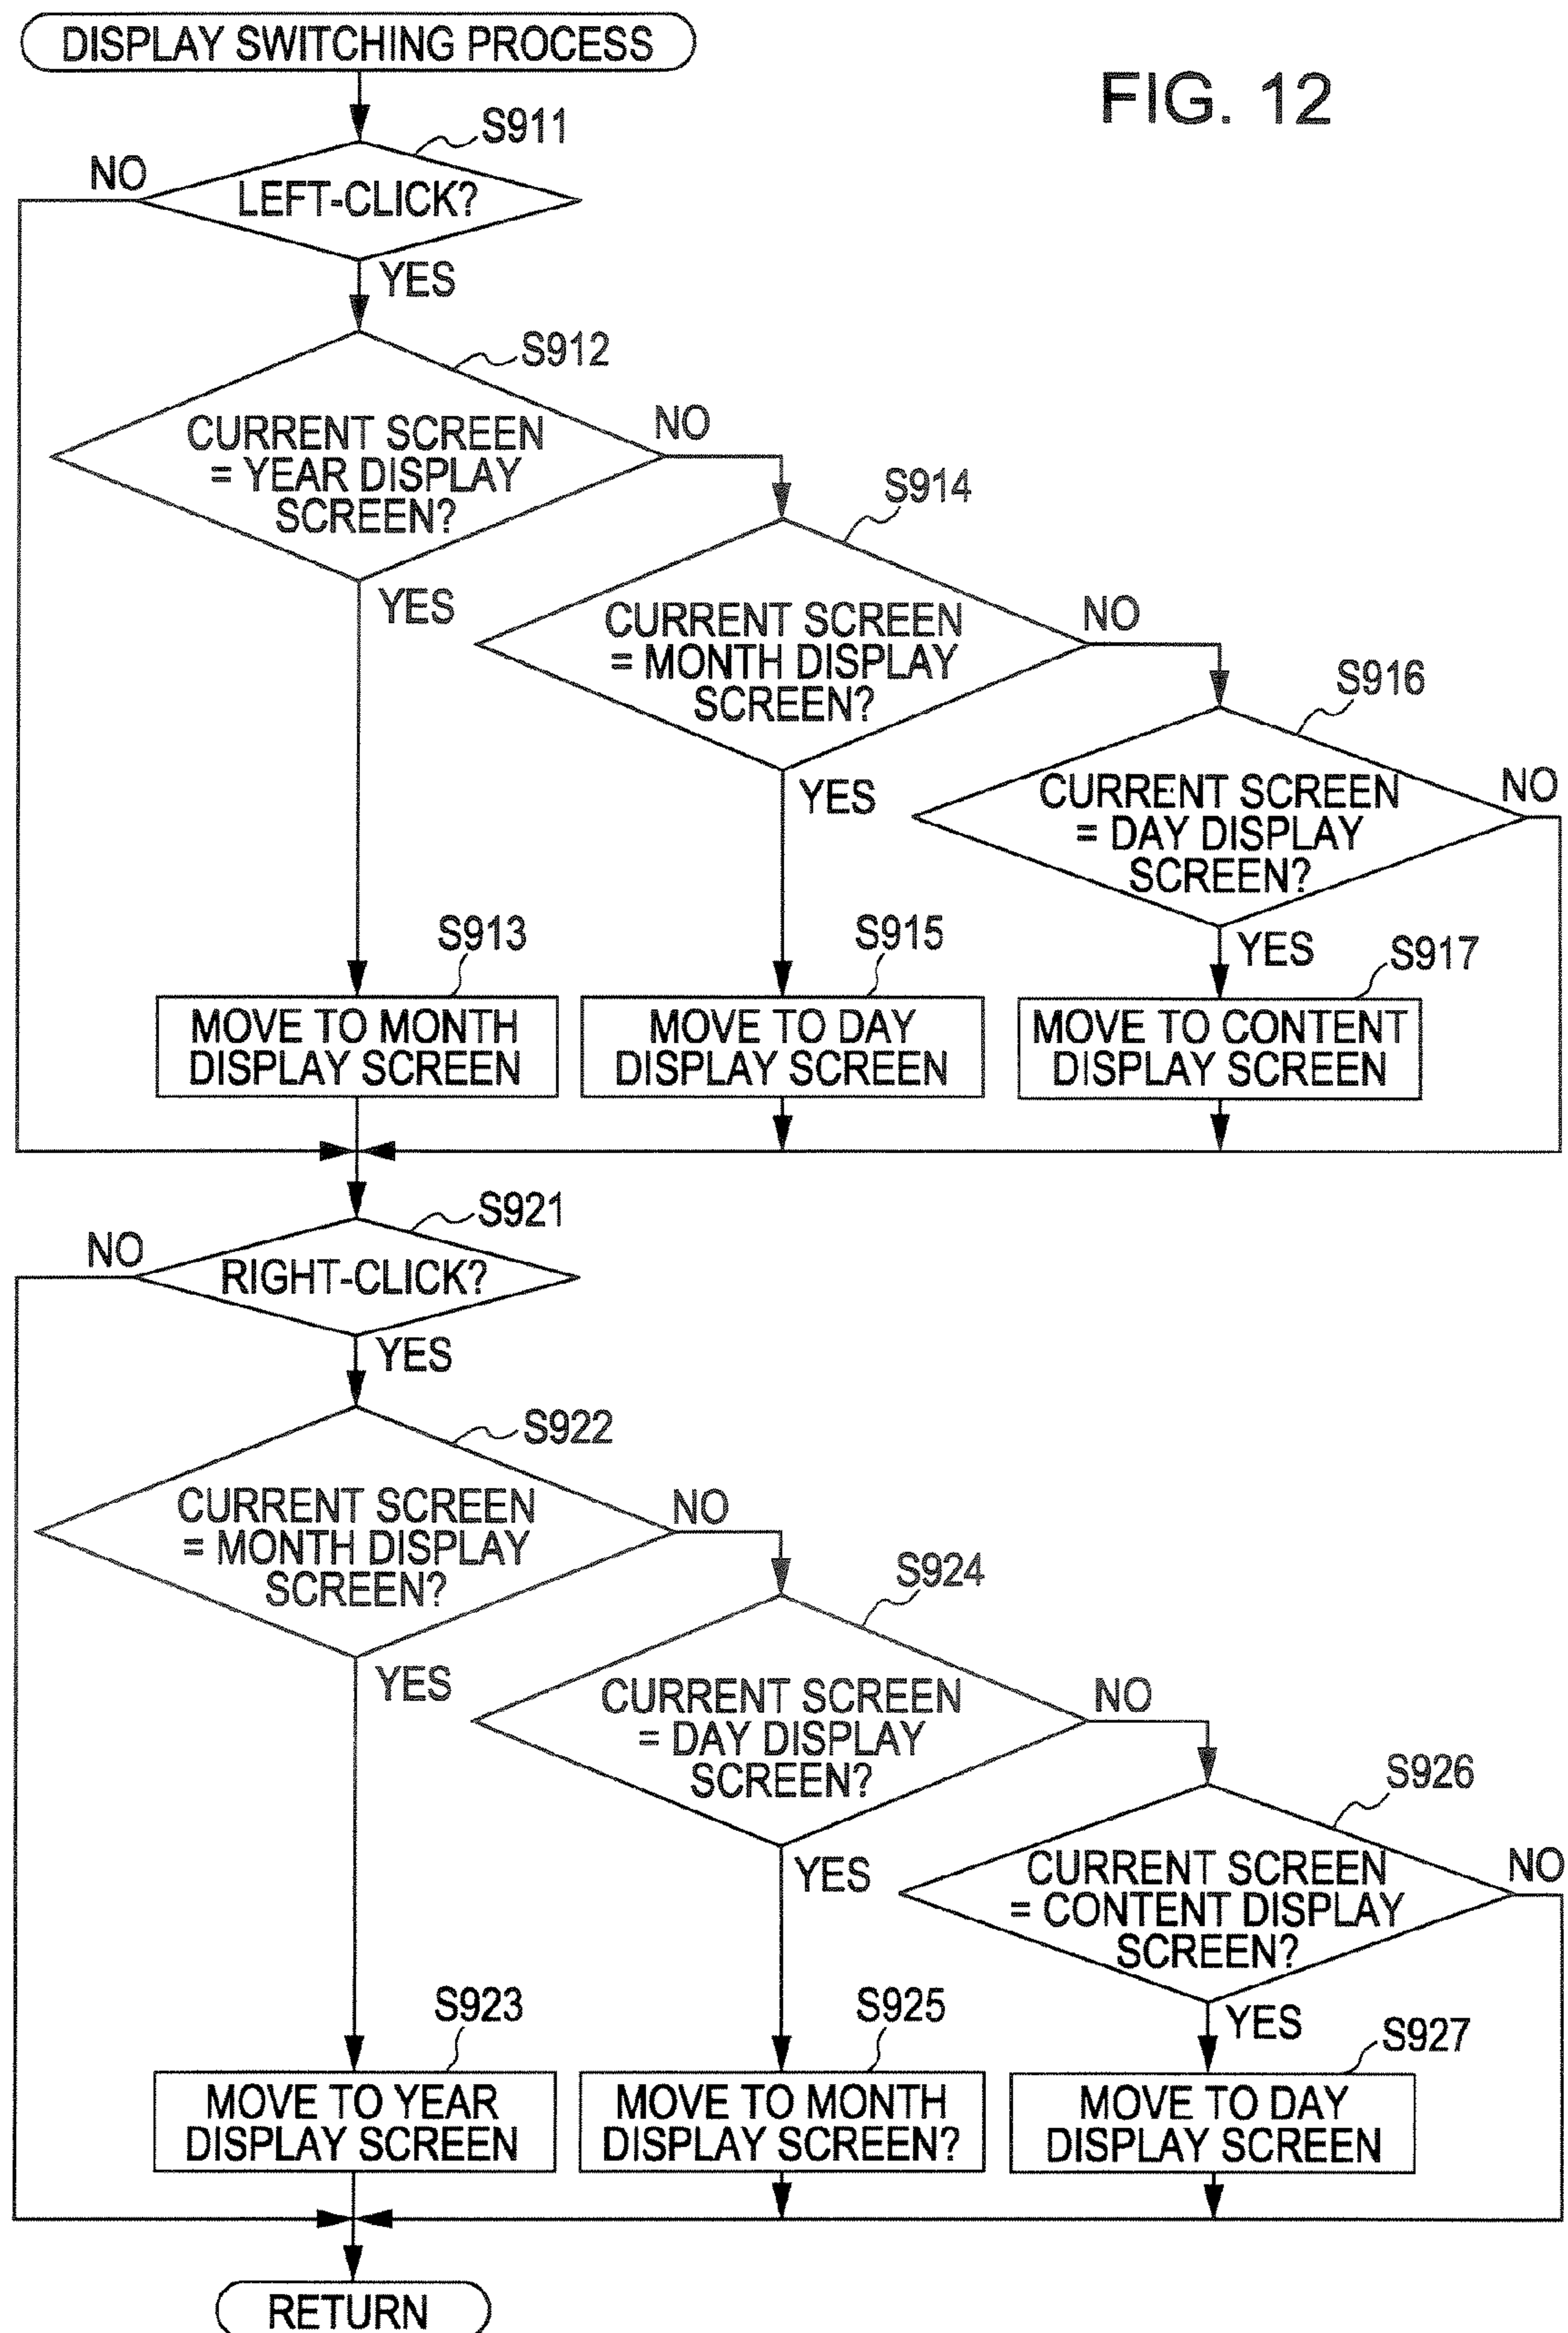 DISPLAY SWITCHING PROCESS
FIG. 12
S911
NO
LEFT-CLICK?
YES
S912
CURRENT SCREEN
= YEAR DISPLAY
SCREEN?
NO
YES
S914
CURRENT SCREEN
= MONTH DISPLAY
SCREEN?
NO
YES
S916
CURRENT SCREEN
= DAY DISPLAY
SCREEN?
NO
YES
S913
MOVE TO MONTH
DISPLAY SCREEN
S915
MOVE TO DAY
DISPLAY SCREEN
S917
MOVE TO CONTENT
DISPLAY SCREEN
S921
NO
RIGHT-CLICK?
YES
S922
CURRENT SCREEN
= MONTH DISPLAY
SCREEN?
NO
YES
S924
CURRENT SCREEN
= DAY DISPLAY
SCREEN?
NO
YES
S926
CURRENT SCREEN
= CONTENT DISPLAY
SCREEN?
NO
YES
S923
MOVE TO YEAR
DISPLAY SCREEN
S925
MOVE TO MONTH
DISPLAY SCREEN?
S927
MOVE TO DAY
DISPLAY SCREEN
RETURN